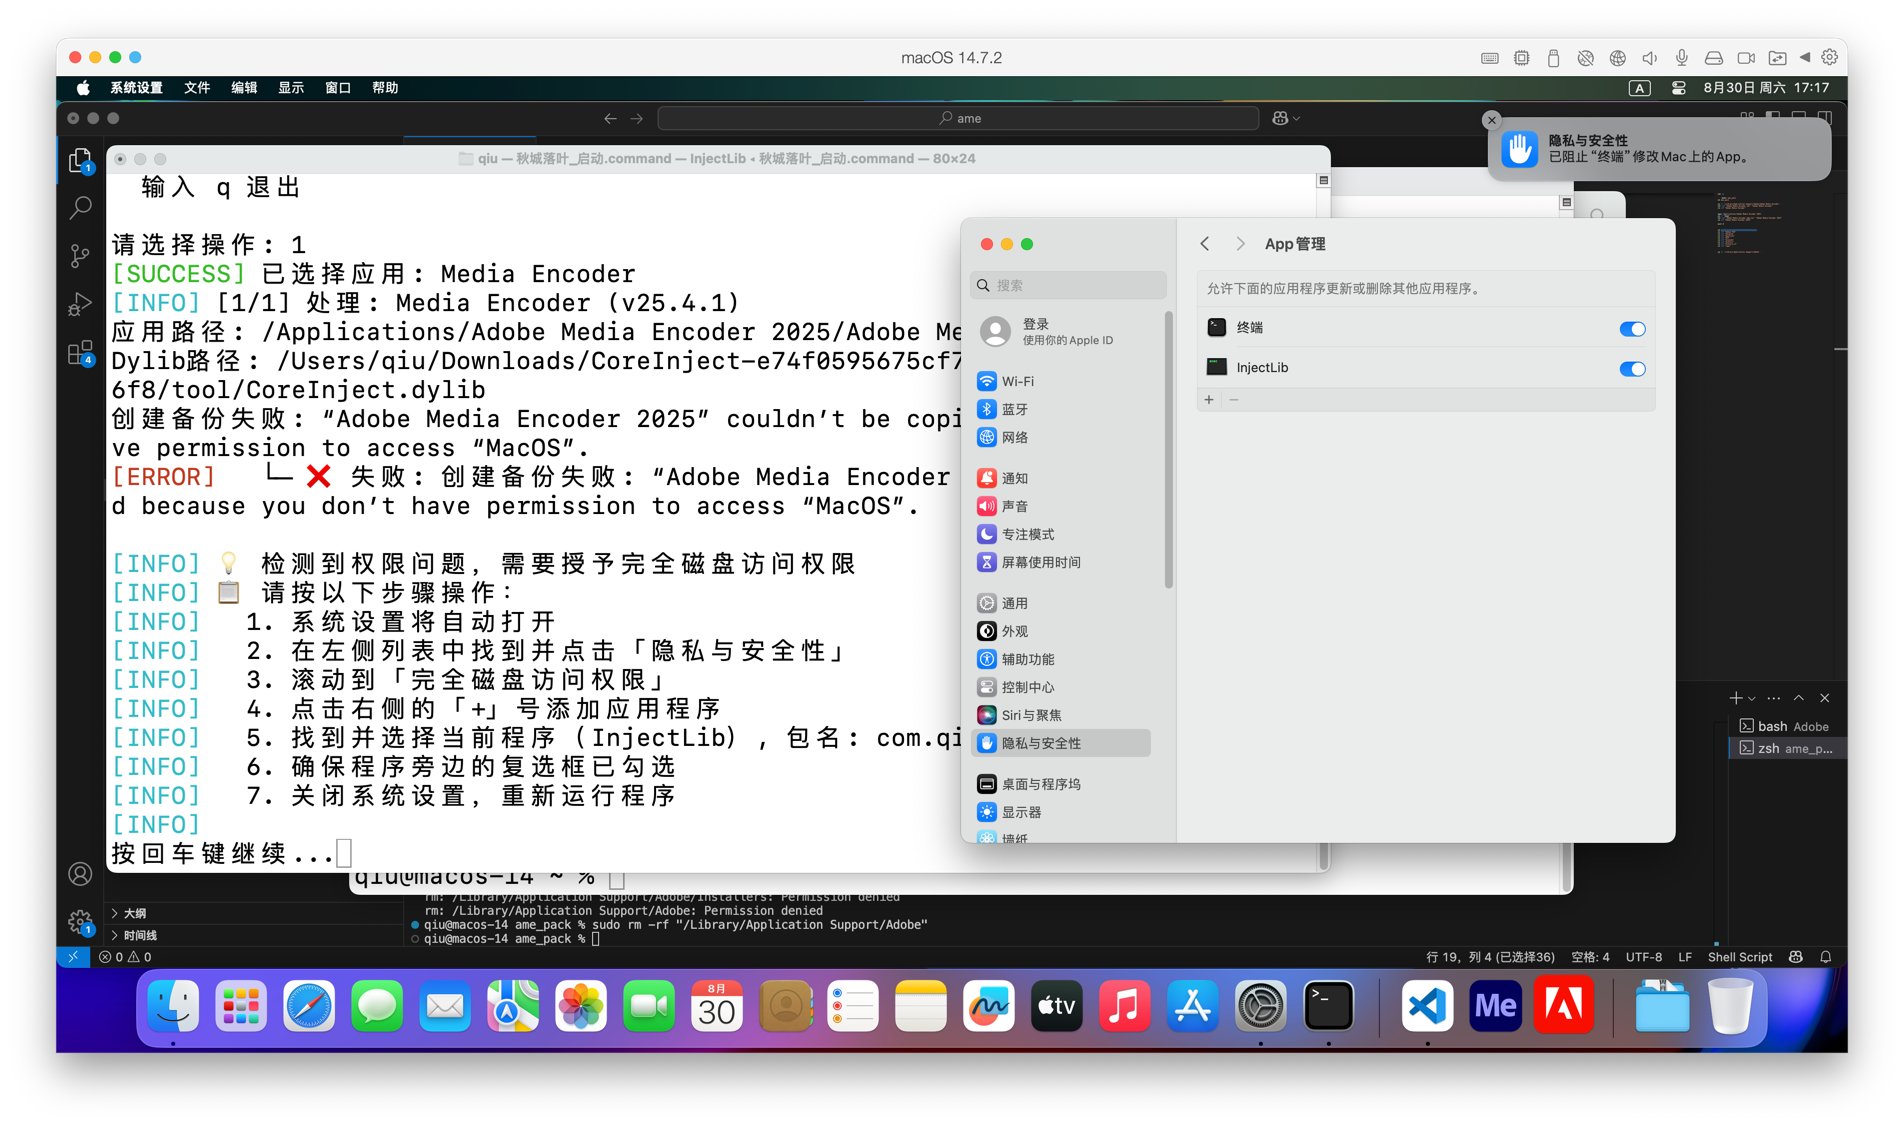 macOS 14.7.2
系统设置 文件 编辑 显示 窗口 帮助
A 8月30日 周六 17:17
ame
隐私与安全性
已阻止“终端”修改 Mac 上的 App。
qiu — 秋城落叶_启动.command — InjectLib ◂ 秋城落叶_启动.command — 80×24
输入 q 退出
请选择操作: 1
[SUCCESS] 已选择应用: Media Encoder
[INFO] [1/1] 处理: Media Encoder (v25.4.1)
应用路径: /Applications/Adobe Media Encoder 2025/Adobe Me
Dylib路径: /Users/qiu/Downloads/CoreInject-e74f0595675cf7
6f8/tool/CoreInject.dylib
创建备份失败: “Adobe Media Encoder 2025” couldn’t be copi
ve permission to access “MacOS”.
[ERROR] └─ ❌ 失败: 创建备份失败: “Adobe Media Encoder
d because you don’t have permission to access “MacOS”.
[INFO] 💡 检测到权限问题, 需要授予完全磁盘访问权限
[INFO] 📋 请按以下步骤操作:
[INFO] 1. 系统设置将自动打开
[INFO] 2. 在左侧列表中找到并点击「隐私与安全性」
[INFO] 3. 滚动到「完全磁盘访问权限」
[INFO] 4. 点击右侧的「+」号添加应用程序
[INFO] 5. 找到并选择当前程序 (InjectLib) , 包名: com.qi
[INFO] 6. 确保程序旁边的复选框已勾选
[INFO] 7. 关闭系统设置, 重新运行程序
[INFO]
按回车键继续...
qiu@macos-14 ~ %
App管理
搜索
允许下面的应用程序更新或删除其他应用程序。
登录
使用你的 Apple ID
终端
InjectLib
+ −
Wi-Fi
蓝牙
网络
通知
声音
专注模式
屏幕使用时间
通用
外观
辅助功能
控制中心
Siri与聚焦
隐私与安全性
桌面与程序坞
显示器
墙纸
bash Adobe
zsh ame_p...
大纲
时间线
rm: /Library/Application Support/Adobe/Installers: Permission denied
rm: /Library/Application Support/Adobe: Permission denied
qiu@macos-14 ame_pack % sudo rm -rf "/Library/Application Support/Adobe"
qiu@macos-14 ame_pack %
1
4
1
0 0
行 19，列 4 (已选择36) 空格: 4 UTF-8 LF Shell Script
8月
30
tv
>_
Me